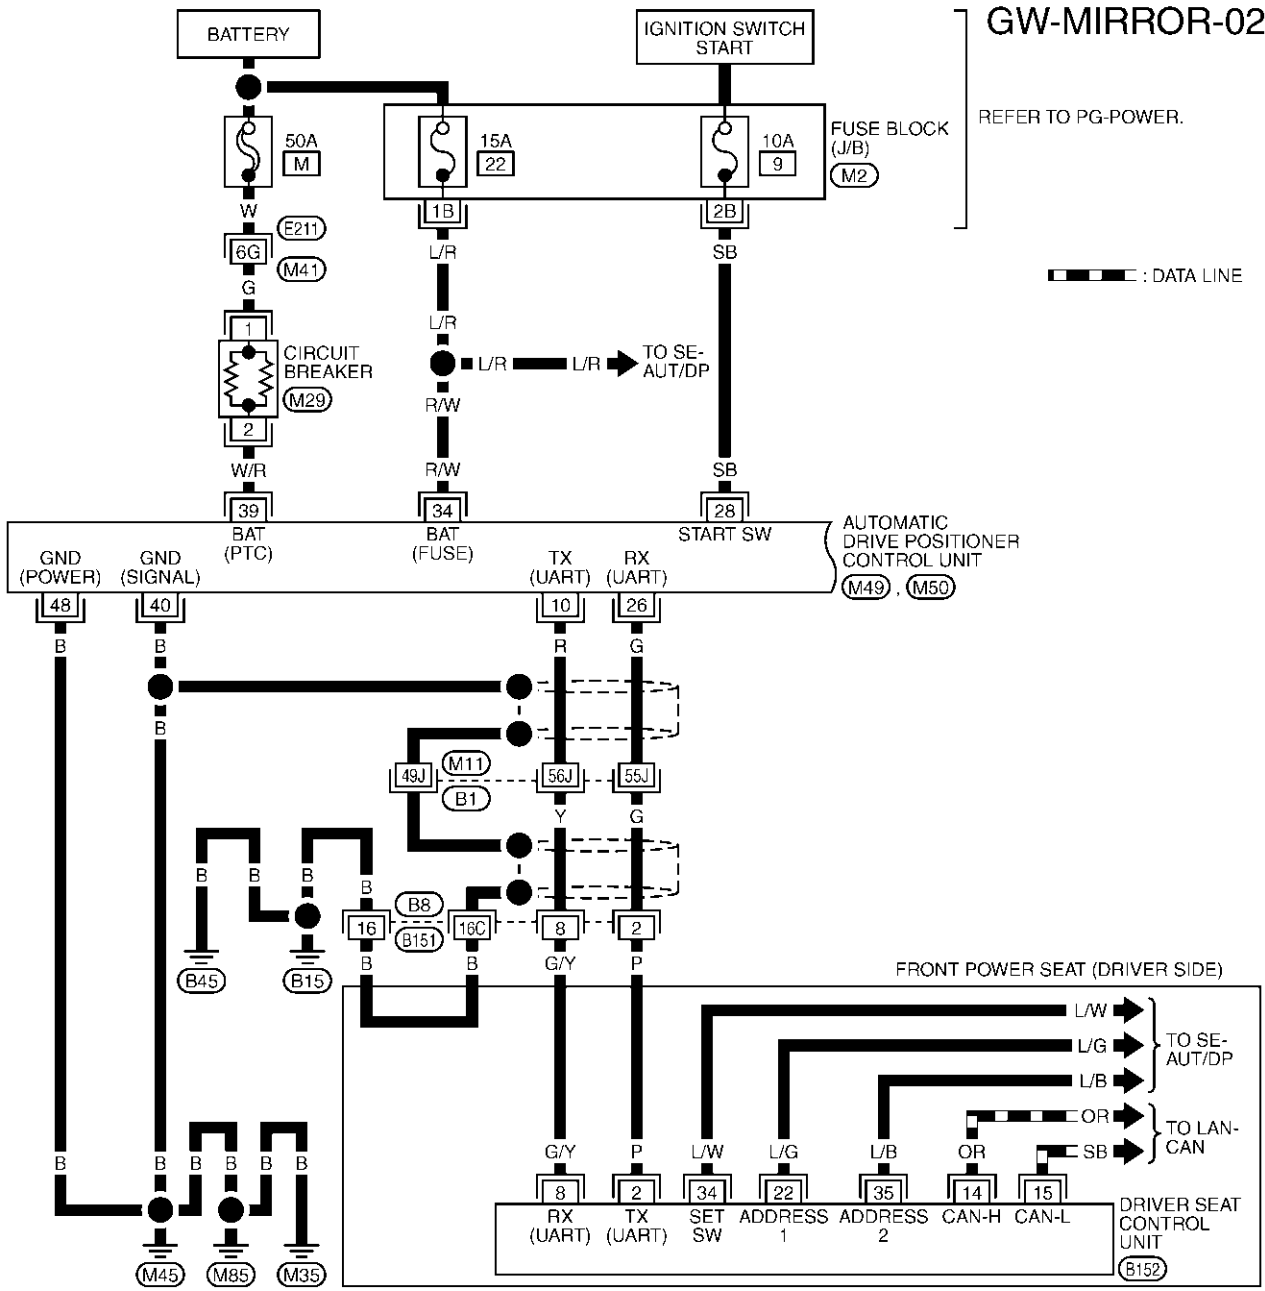 GW-MIRROR-02
BATTERY
IGNITION SWITCH
START
REFER TO PG-POWER.
50A
M
15A
22
10A
9
FUSE BLOCK
(J/B)
M2
W
1B
2B
E211
6G
M41
L/R
SB
: DATA LINE
G
1
L/R
CIRCUIT
BREAKER
M29
L/R
L/R
TO SE-
AUT/DP
2
R/W
W/R
R/W
SB
39
34
28
BAT
(PTC)
BAT
(FUSE)
START SW
AUTOMATIC
DRIVE POSITIONER
CONTROL UNIT
M49 , M50
GND
(POWER)
GND
(SIGNAL)
TX
(UART)
RX
(UART)
48
40
10
26
B
B
R
G
B
49J
M11
B1
56J
55J
Y
G
B
B
B
B
B8
B151
16
16C
8
2
B45
B15
B
B
G/Y
P
FRONT POWER SEAT (DRIVER SIDE)
L/W
L/G
L/B
TO SE-
AUT/DP
OR
SB
TO LAN-
CAN
B
B
B
B
B
B
G/Y
P
L/W
L/G
L/B
OR
8
2
34
22
35
14
15
RX
(UART)
TX
(UART)
SET
SW
ADDRESS
1
ADDRESS
2
CAN-H
CAN-L
DRIVER SEAT
CONTROL
UNIT
B152
M45
M85
M35